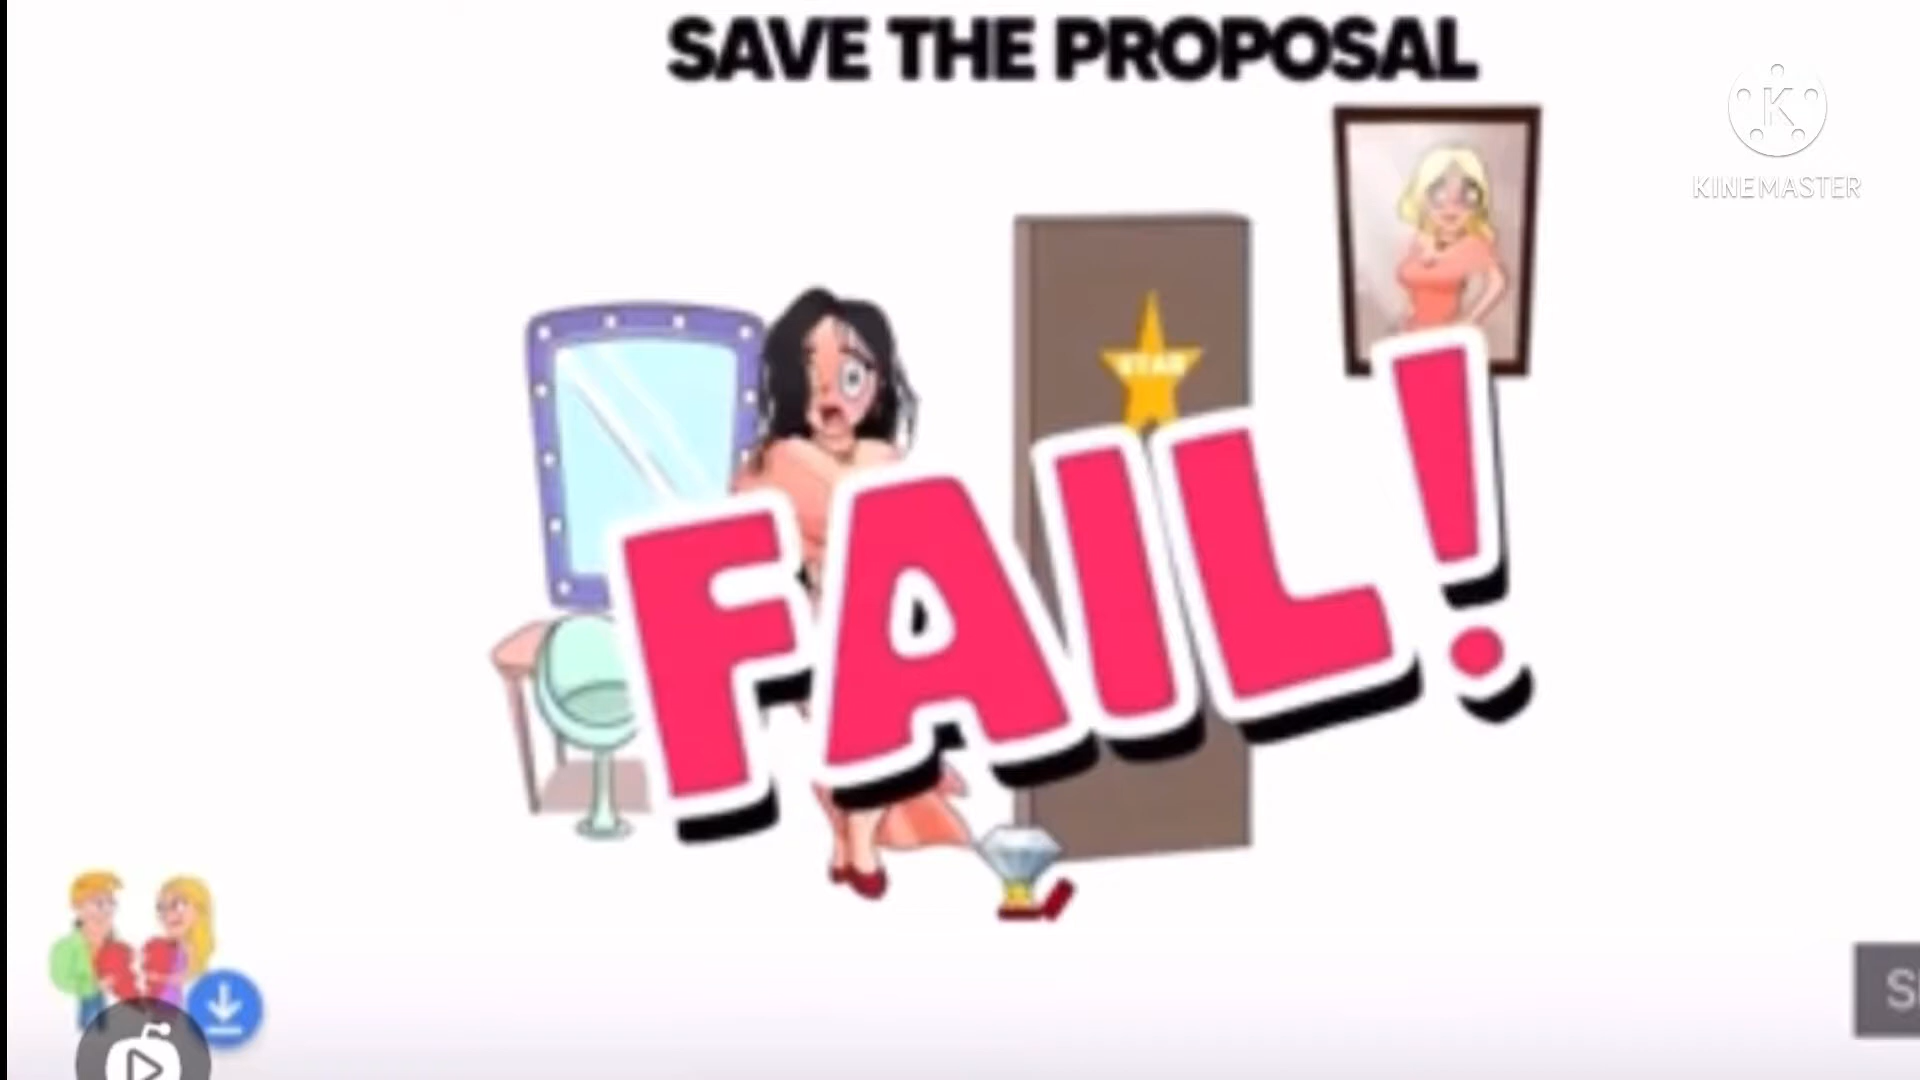 SAVE THE PROPOSAL
K
KINEMASTER
STAR
FAIL!
S